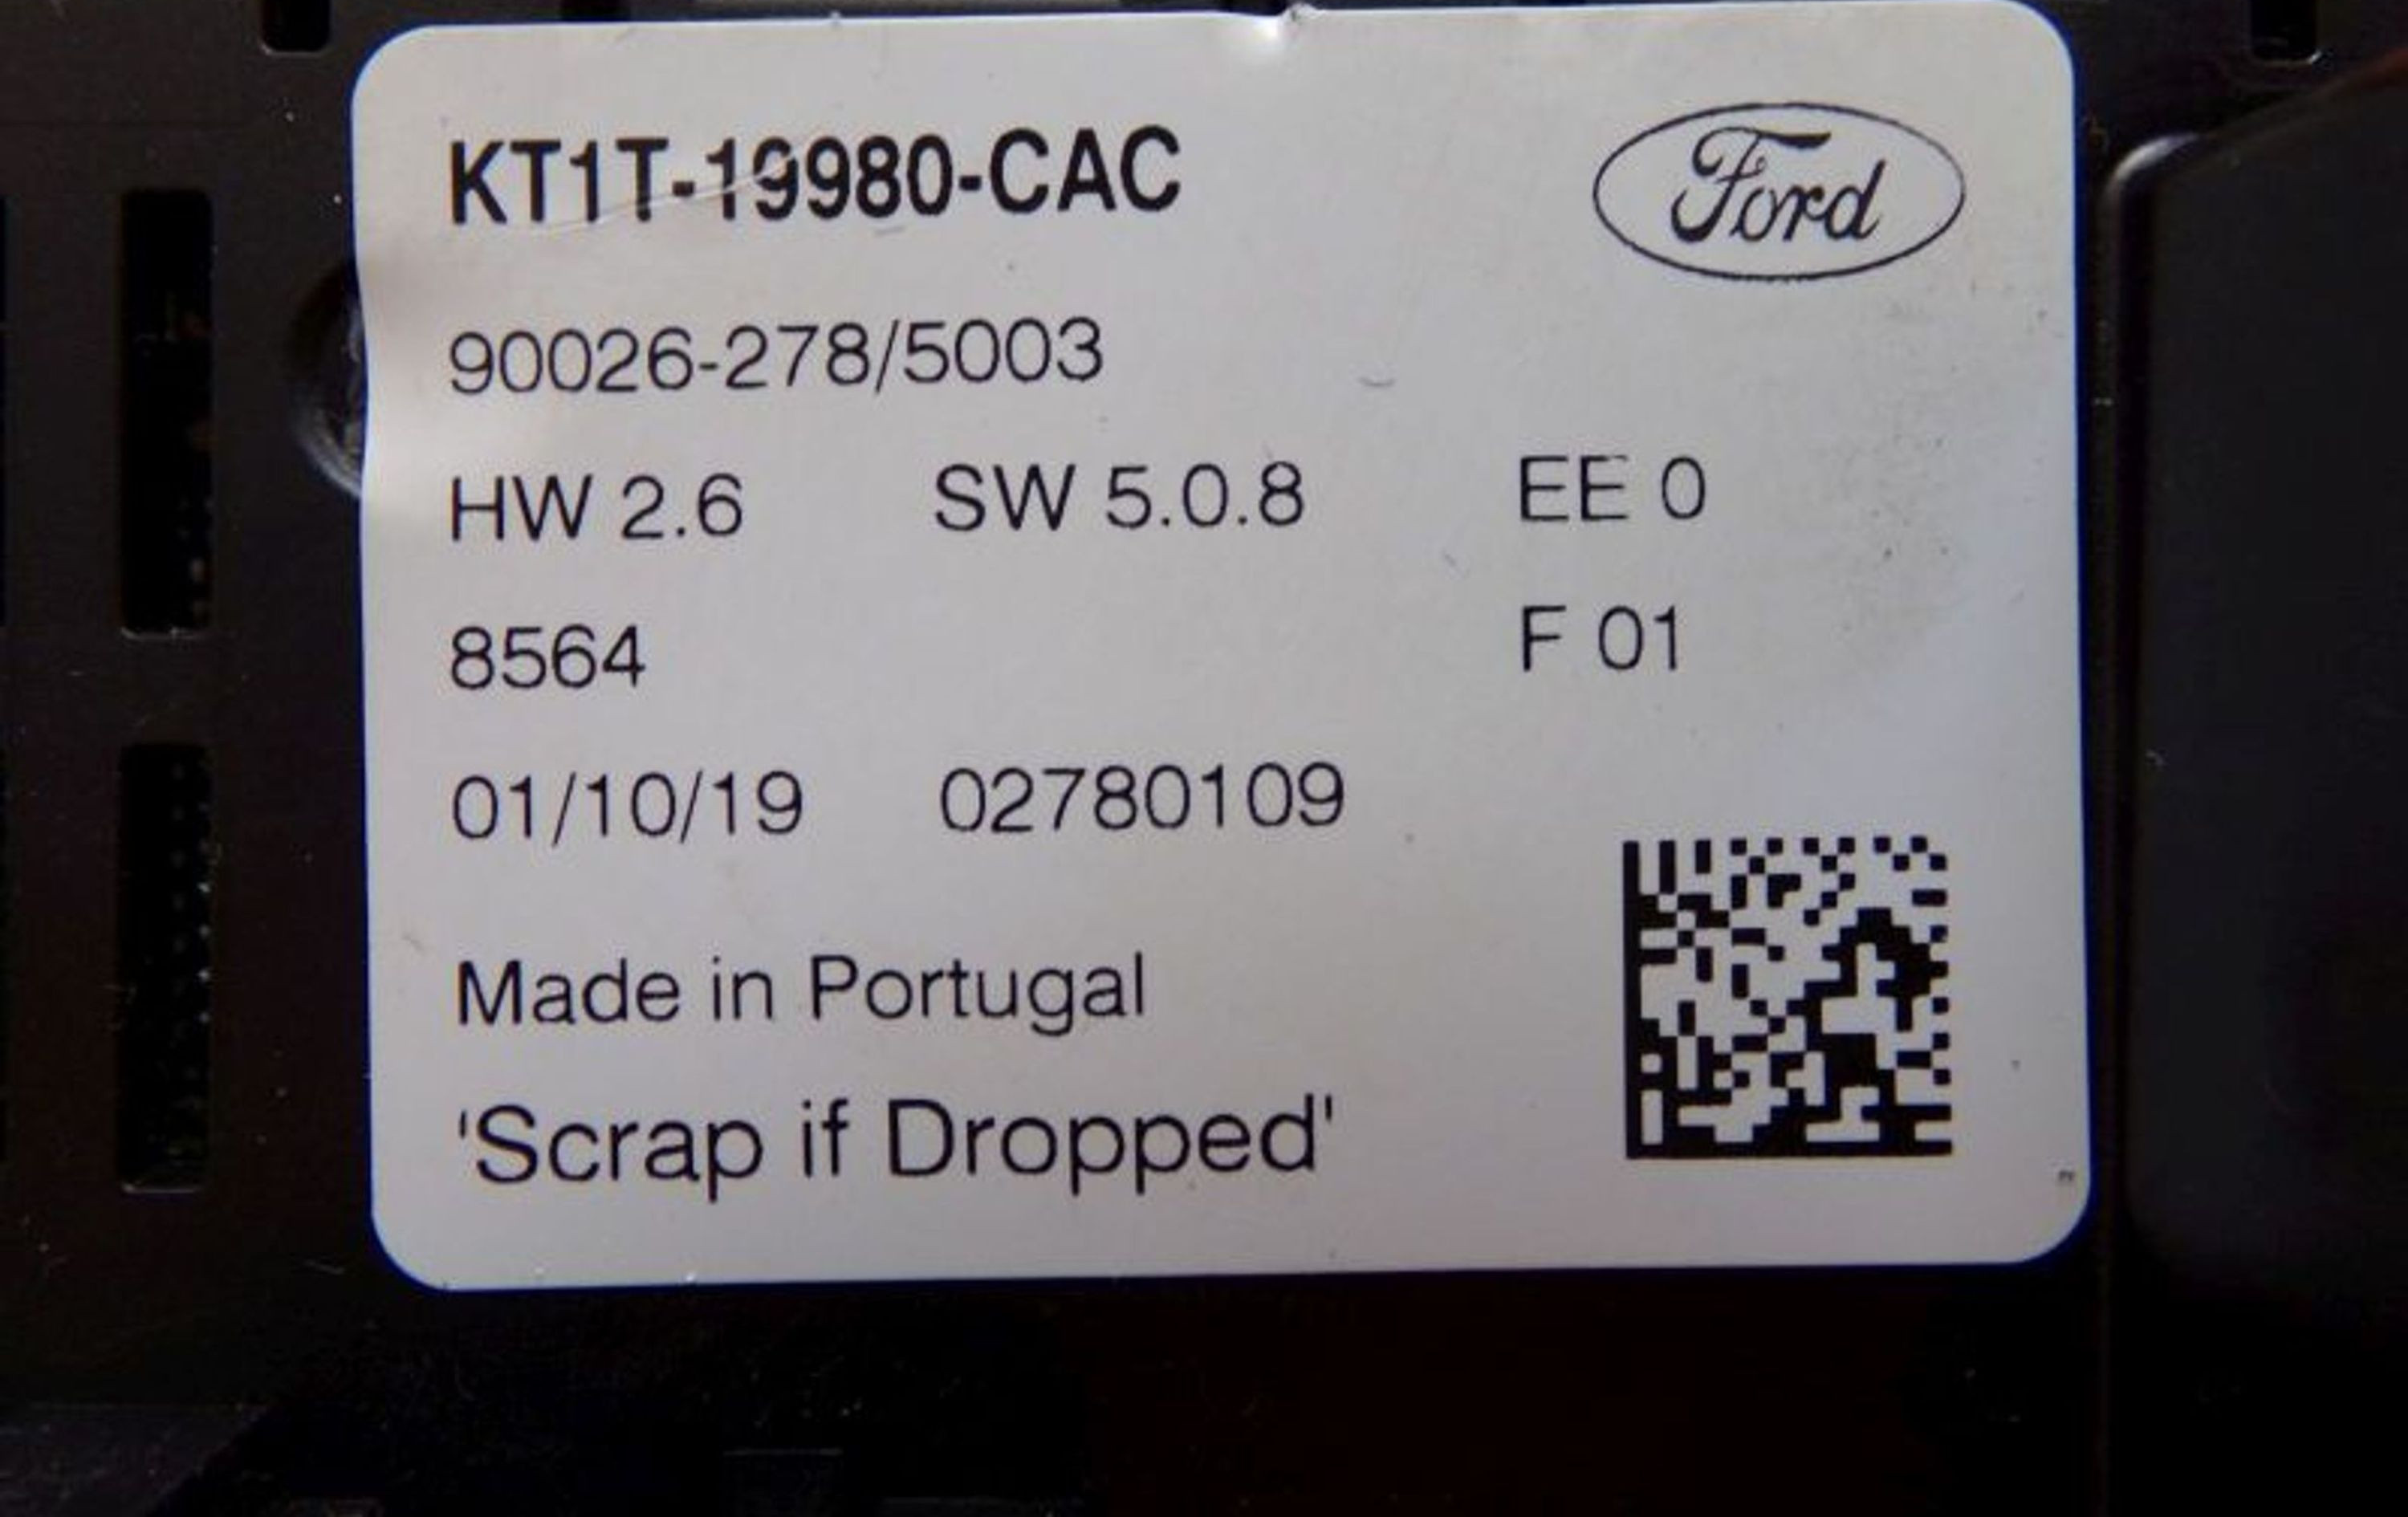 KT1T-19980-CAC
Ford
90026-278/5003
HW 2.6 SW 5.0.8 EE 0
8564 F 01
01/10/19 02780109
Made in Portugal
'Scrap if Dropped'